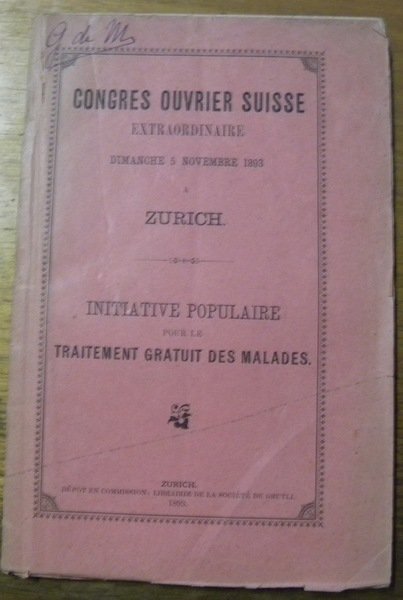 G de M
CONGRES OUVRIER SUISSE
EXTRAORDINAIRE
DIMANCHE 5 NOVEMBRE 1893
A
ZURICH.
INITIATIVE POPULAIRE
POUR LE
TRAITEMENT GRATUIT DES MALADES.
ZURICH.
DÉPOT EN COMMISSION: LIBRAIRIE DE LA SOCIÉTÉ DU GRUTLI.